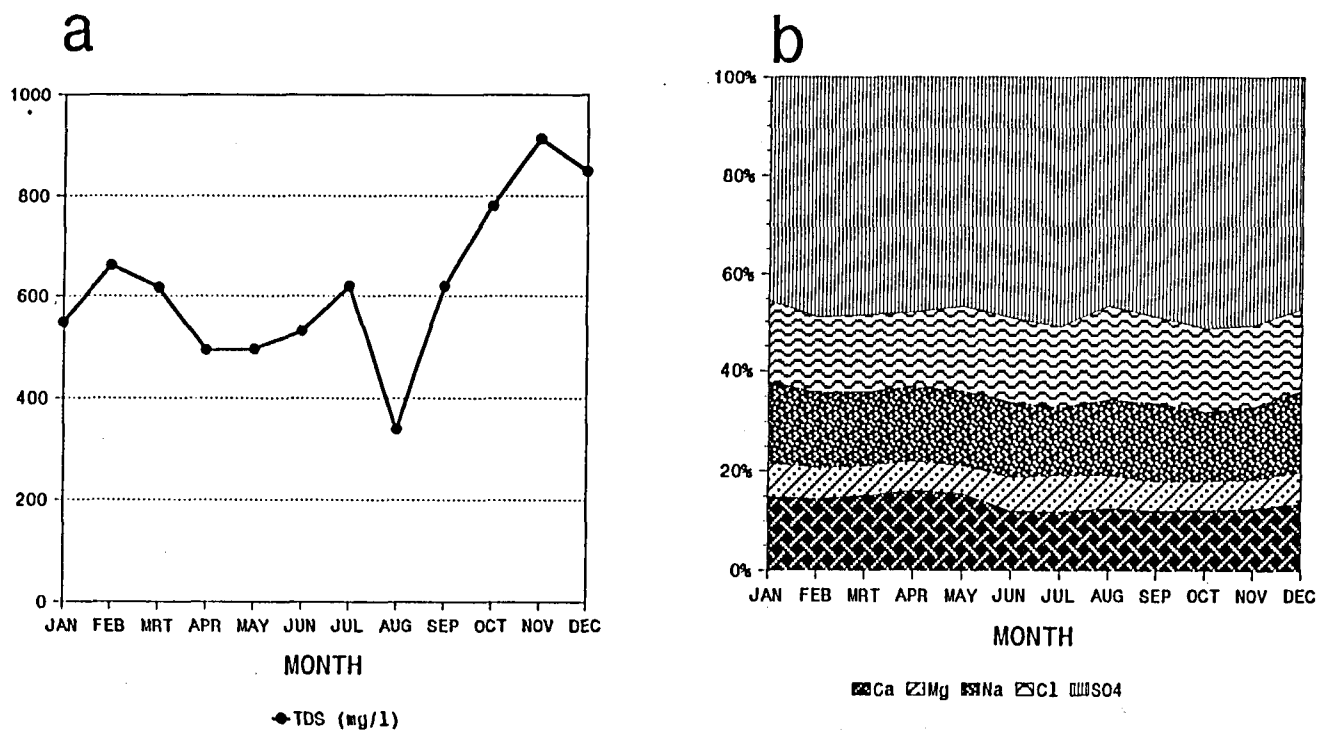 a
1000
800
600
400
200
0
JAN FEB MRT APR MAY JUN JUL AUG SEP OCT NOV DEC
MONTH
TDS (mg/l)
b
100%
80%
60%
40%
20%
0%
JAN FEB MRT APR MAY JUN JUL AUG SEP OCT NOV DEC
MONTH
Ca Mg Na Cl SO4